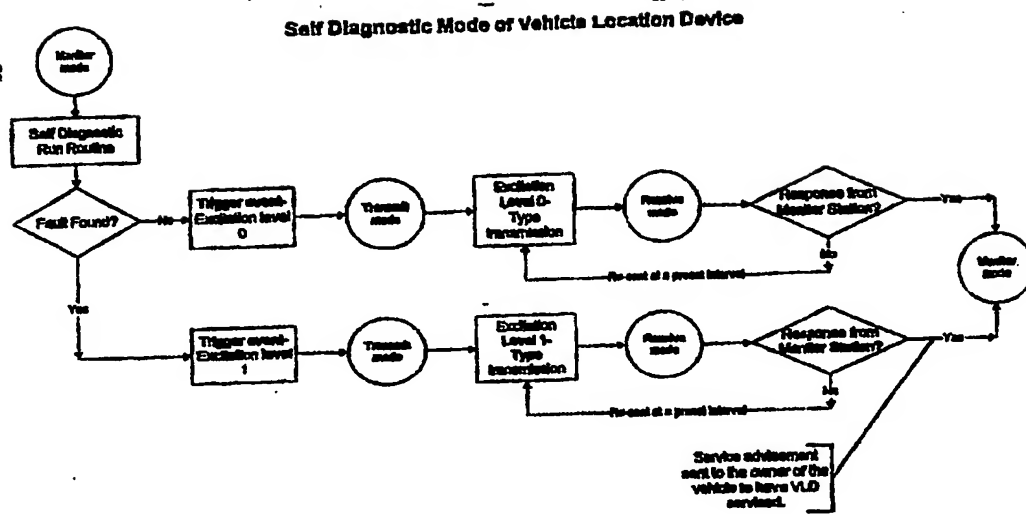 Self Diagnostic Mode of Vehicle Location Device
Monitor
mode
Self Diagnostic
Run Routine
Fault Found?
No
Trigger event-
Excitation level
0
Transmit
mode
Excitation
Level 0-
Type
transmission
Receive
mode
Response from
Monitor Station?
Yes
No
Re-sent at a preset interval
Monitor
mode
Yes
Trigger event-
Excitation level
1
Transmit
mode
Excitation
Level 1-
Type
transmission
Receive
mode
Response from
Monitor Station?
Yes
No
Re-sent at a preset interval
Service advisement
sent to the owner of the
vehicle to have VLD
serviced.